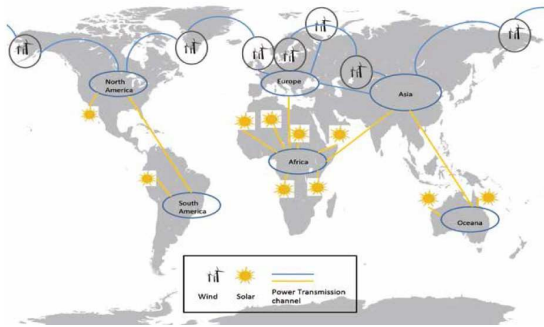 North
America
Europe
Asia
Africa
South
America
Oceana
Wind
Solar
Power Transmission
channel